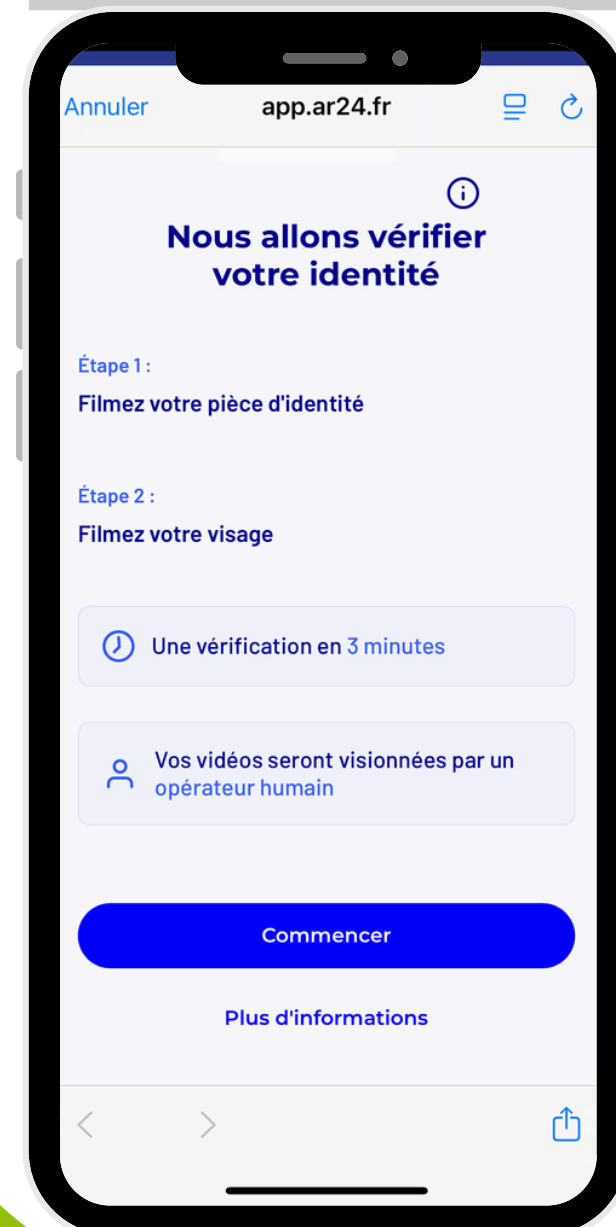 Annuler app.ar24.fr
Nous allons vérifier
votre identité
Étape 1 :
Filmez votre pièce d'identité
Étape 2 :
Filmez votre visage
Une vérification en 3 minutes
Vos vidéos seront visionnées par un
opérateur humain
Commencer
Plus d'informations